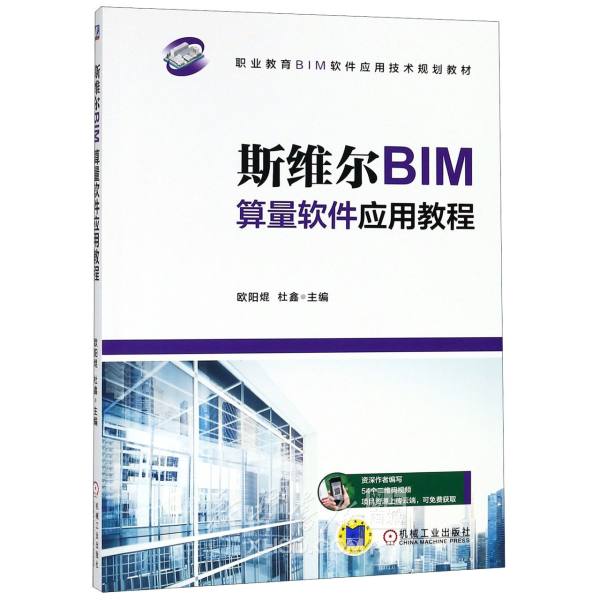 职业教育BIM软件应用技术规划教材
斯维尔BIM
算量软件应用教程
欧阳焜 杜鑫 主编
斯维尔BIM 算量软件应用教程
欧阳焜 杜鑫·主编
资深作者编写
54个二维码视频
项目资源上传云端，可免费获取
机械工业出版社
CHINA MACHINE PRESS